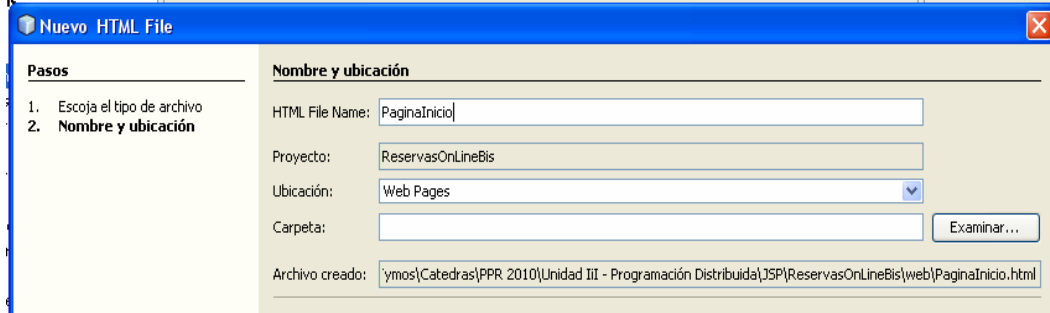 Nuevo HTML File
Pasos
1. Escoja el tipo de archivo
2. Nombre y ubicación
Nombre y ubicación
HTML File Name: PaginaInicio
Proyecto: ReservasOnLineBis
Ubicación: Web Pages
Carpeta: Examinar...
Archivo creado: ymos\Catedras\PPR 2010\Unidad IiI - Programación Distribuida\JSP\ReservasOnLineBis\web\PaginaInicio.html